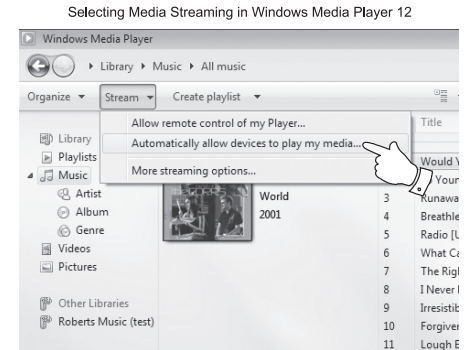 Selecting Media Streaming in Windows Media Player 12
Windows Media Player
Library Music All music
Organize Stream Create playlist
Allow remote control of my Player...
Automatically allow devices to play my media...
More streaming options...
Title
Library
Playlists
Music
Artist
Album
Genre
Videos
Pictures
Other Libraries
Roberts Music (test)
World
2001
Would
Youn
3 Runawa
4 Breathle
5 Radio [U
6 What Ca
7 The Rig
8 I Never
9 Irresistib
10 Forgive
11 Lough E